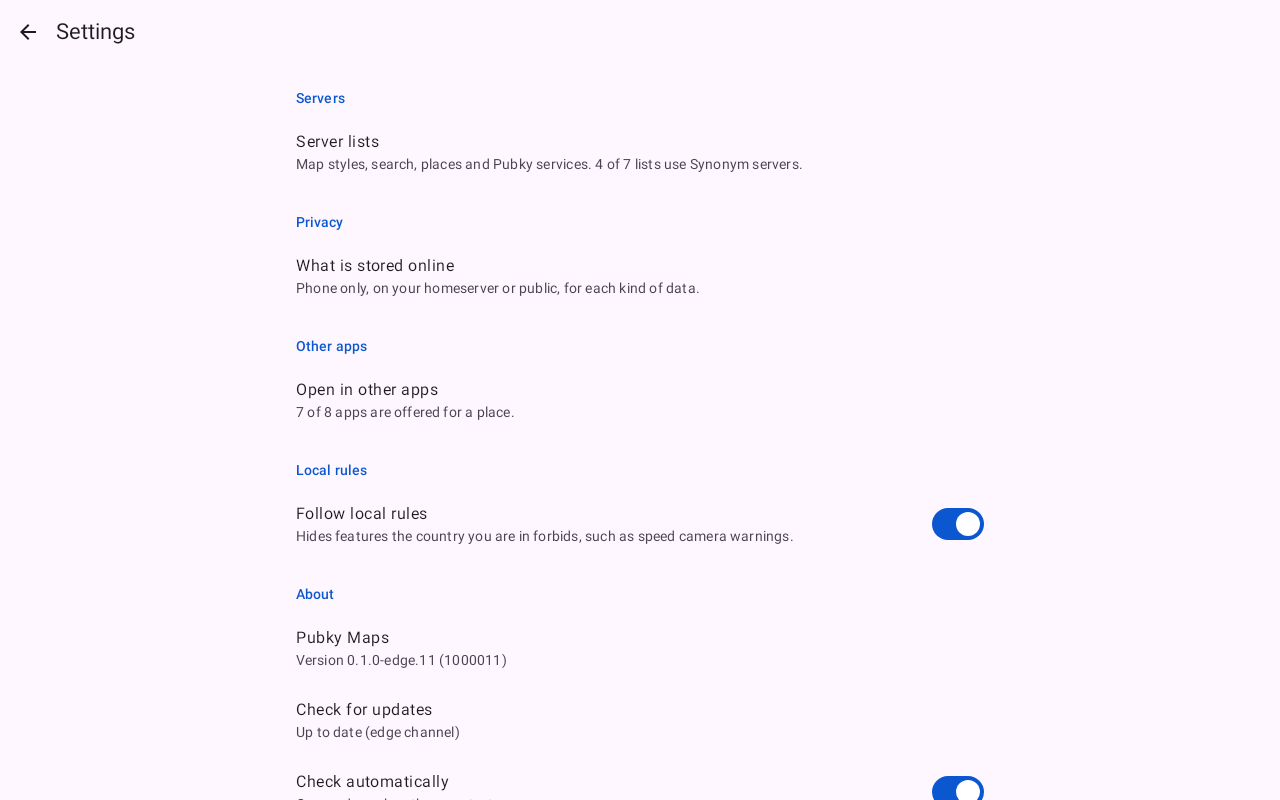 Settings
Servers
Server lists
Map styles, search, places and Pubky services. 4 of 7 lists use Synonym servers.
Privacy
What is stored online
Phone only, on your homeserver or public, for each kind of data.
Other apps
Open in other apps
7 of 8 apps are offered for a place.
Local rules
Follow local rules
Hides features the country you are in forbids, such as speed camera warnings.
About
Pubky Maps
Version 0.1.0-edge.11 (1000011)
Check for updates
Up to date (edge channel)
Check automatically